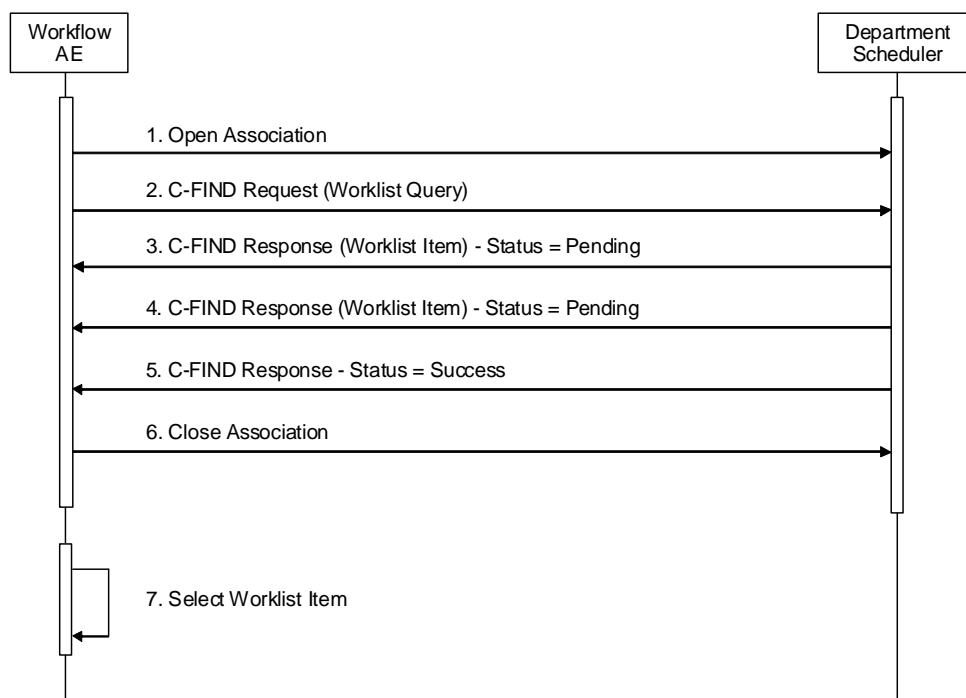 Workflow
AE
Department
Scheduler
1. Open Association
2. C-FIND Request (Worklist Query)
3. C-FIND Response (Worklist Item) - Status = Pending
4. C-FIND Response (Worklist Item) - Status = Pending
5. C-FIND Response - Status = Success
6. Close Association
7. Select Worklist Item